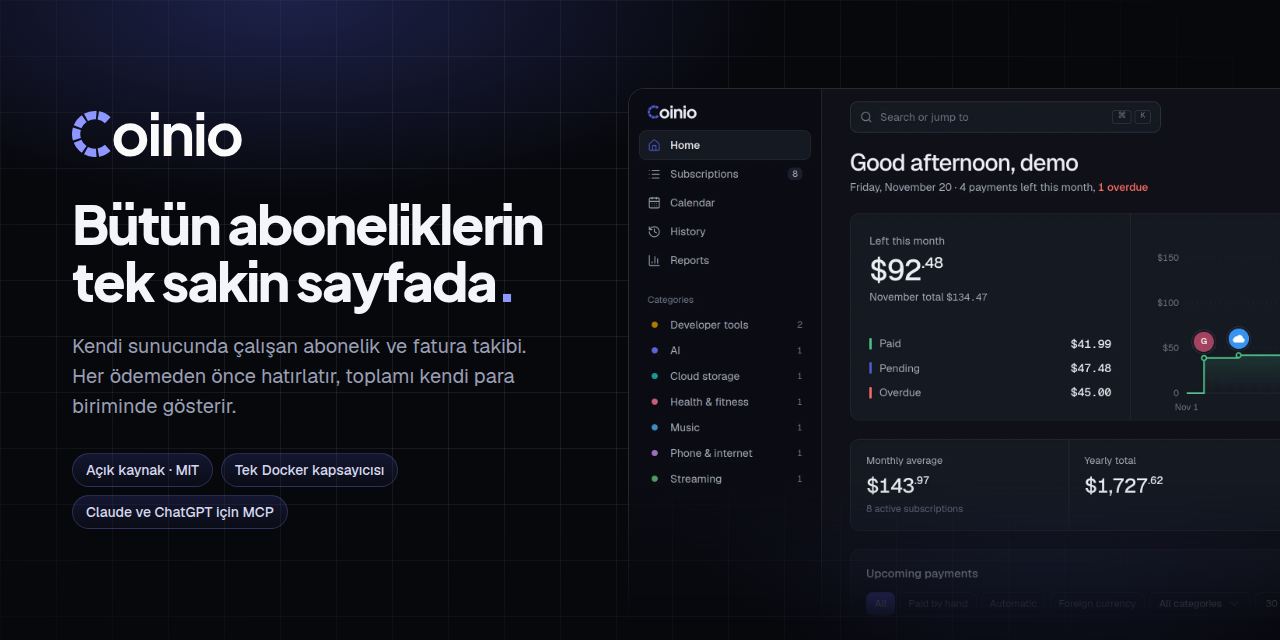 Coinio
Bütün aboneliklerin
tek sakin sayfada.
Kendi sunucunda çalışan abonelik ve fatura takibi.
Her ödemeden önce hatırlatır, toplamı kendi para
biriminde gösterir.
Açık kaynak · MIT
Tek Docker kapsayıcısı
Claude ve ChatGPT için MCP
Coinio
Home
Subscriptions 8
Calendar
History
Reports
Categories
Developer tools 2
AI 1
Cloud storage 1
Health & fitness 1
Music 1
Phone & internet 1
Streaming 1
Search or jump to ⌘ K
Good afternoon, demo
Friday, November 20 · 4 payments left this month, 1 overdue
Left this month
$92.48
November total $134.47
Paid $41.99
Pending $47.48
Overdue $45.00
$150
$100
$50
0
G
Nov 1
Monthly average
$143.97
8 active subscriptions
Yearly total
$1,727.62
Upcoming payments
All Paid by hand Automatic Foreign currency All categories 30